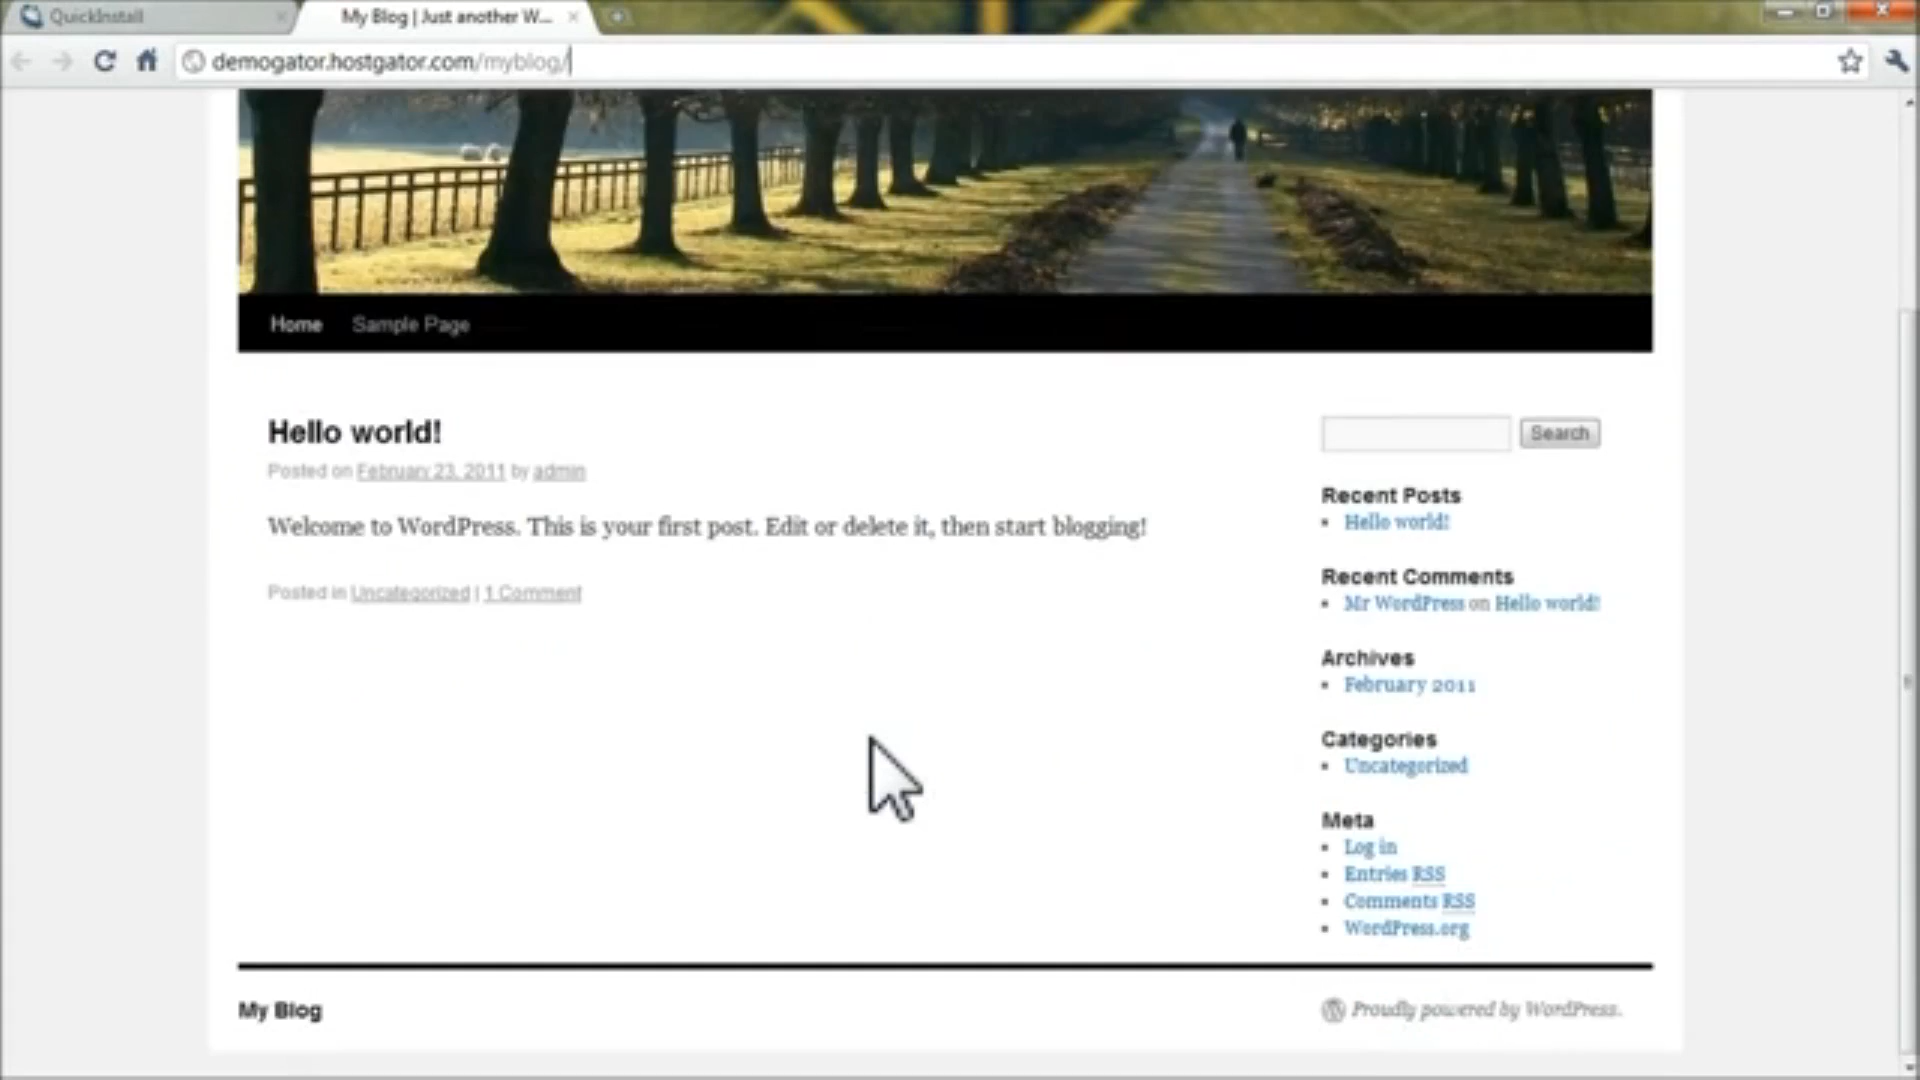 QuickInstall
My Blog | Just another W...
demogator.hostgator.com/myblog/
Home Sample Page
Hello world!
Posted on February 23, 2011 by admin
Welcome to WordPress. This is your first post. Edit or delete it, then start blogging!
Posted in Uncategorized | 1 Comment
Search
Recent Posts
Hello world!
Recent Comments
Mr WordPress on Hello world!
Archives
February 2011
Categories
Uncategorized
Meta
Log in
Entries RSS
Comments RSS
WordPress.org
My Blog
Proudly powered by WordPress.